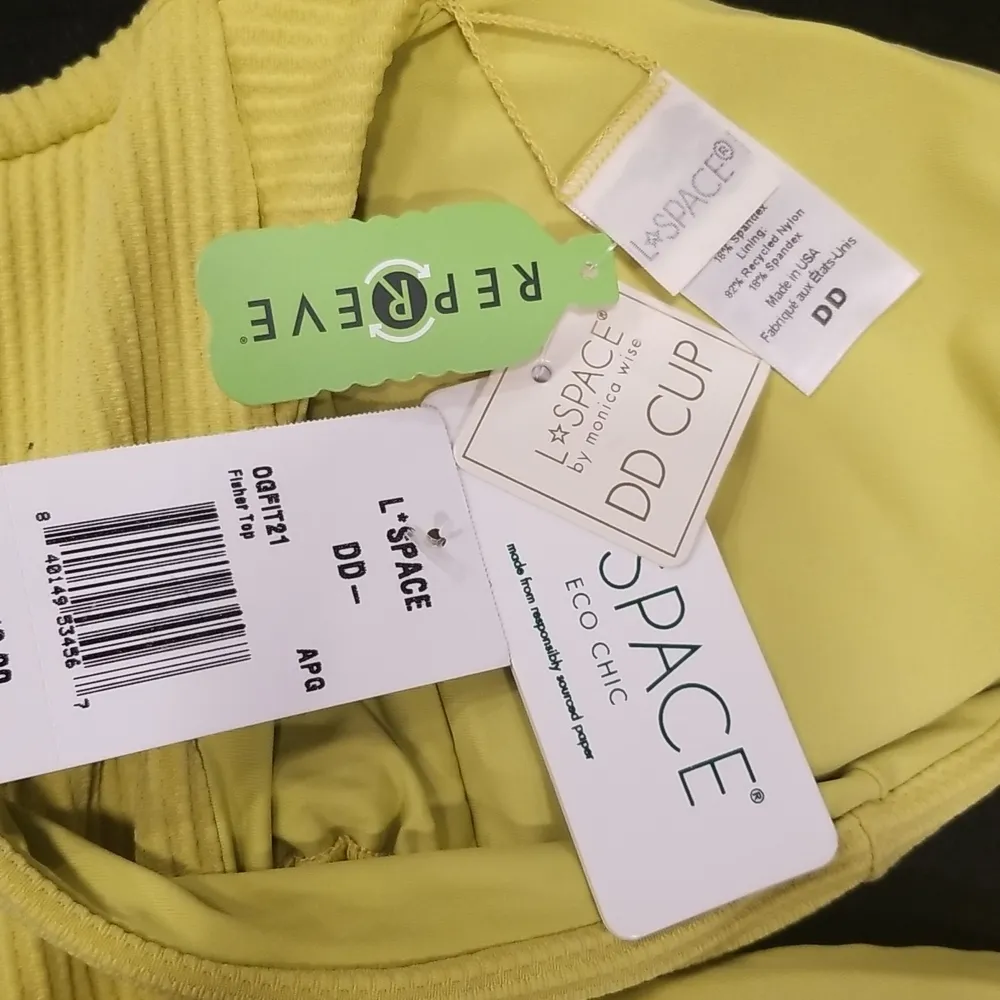 L☆SPACE®
18% Spandex
Lining:
82% Recycled Nylon
18% Spandex
Made in USA
Fabriqué aux États-Unis
DD
REPREVE®
L☆SPACE®
by monica wise
DD CUP
L*SPACE
DD–
APG
OQFIT21
Fisher Top
8 40149 53456 7
SPACE®
ECO CHIC
made from responsibly sourced paper